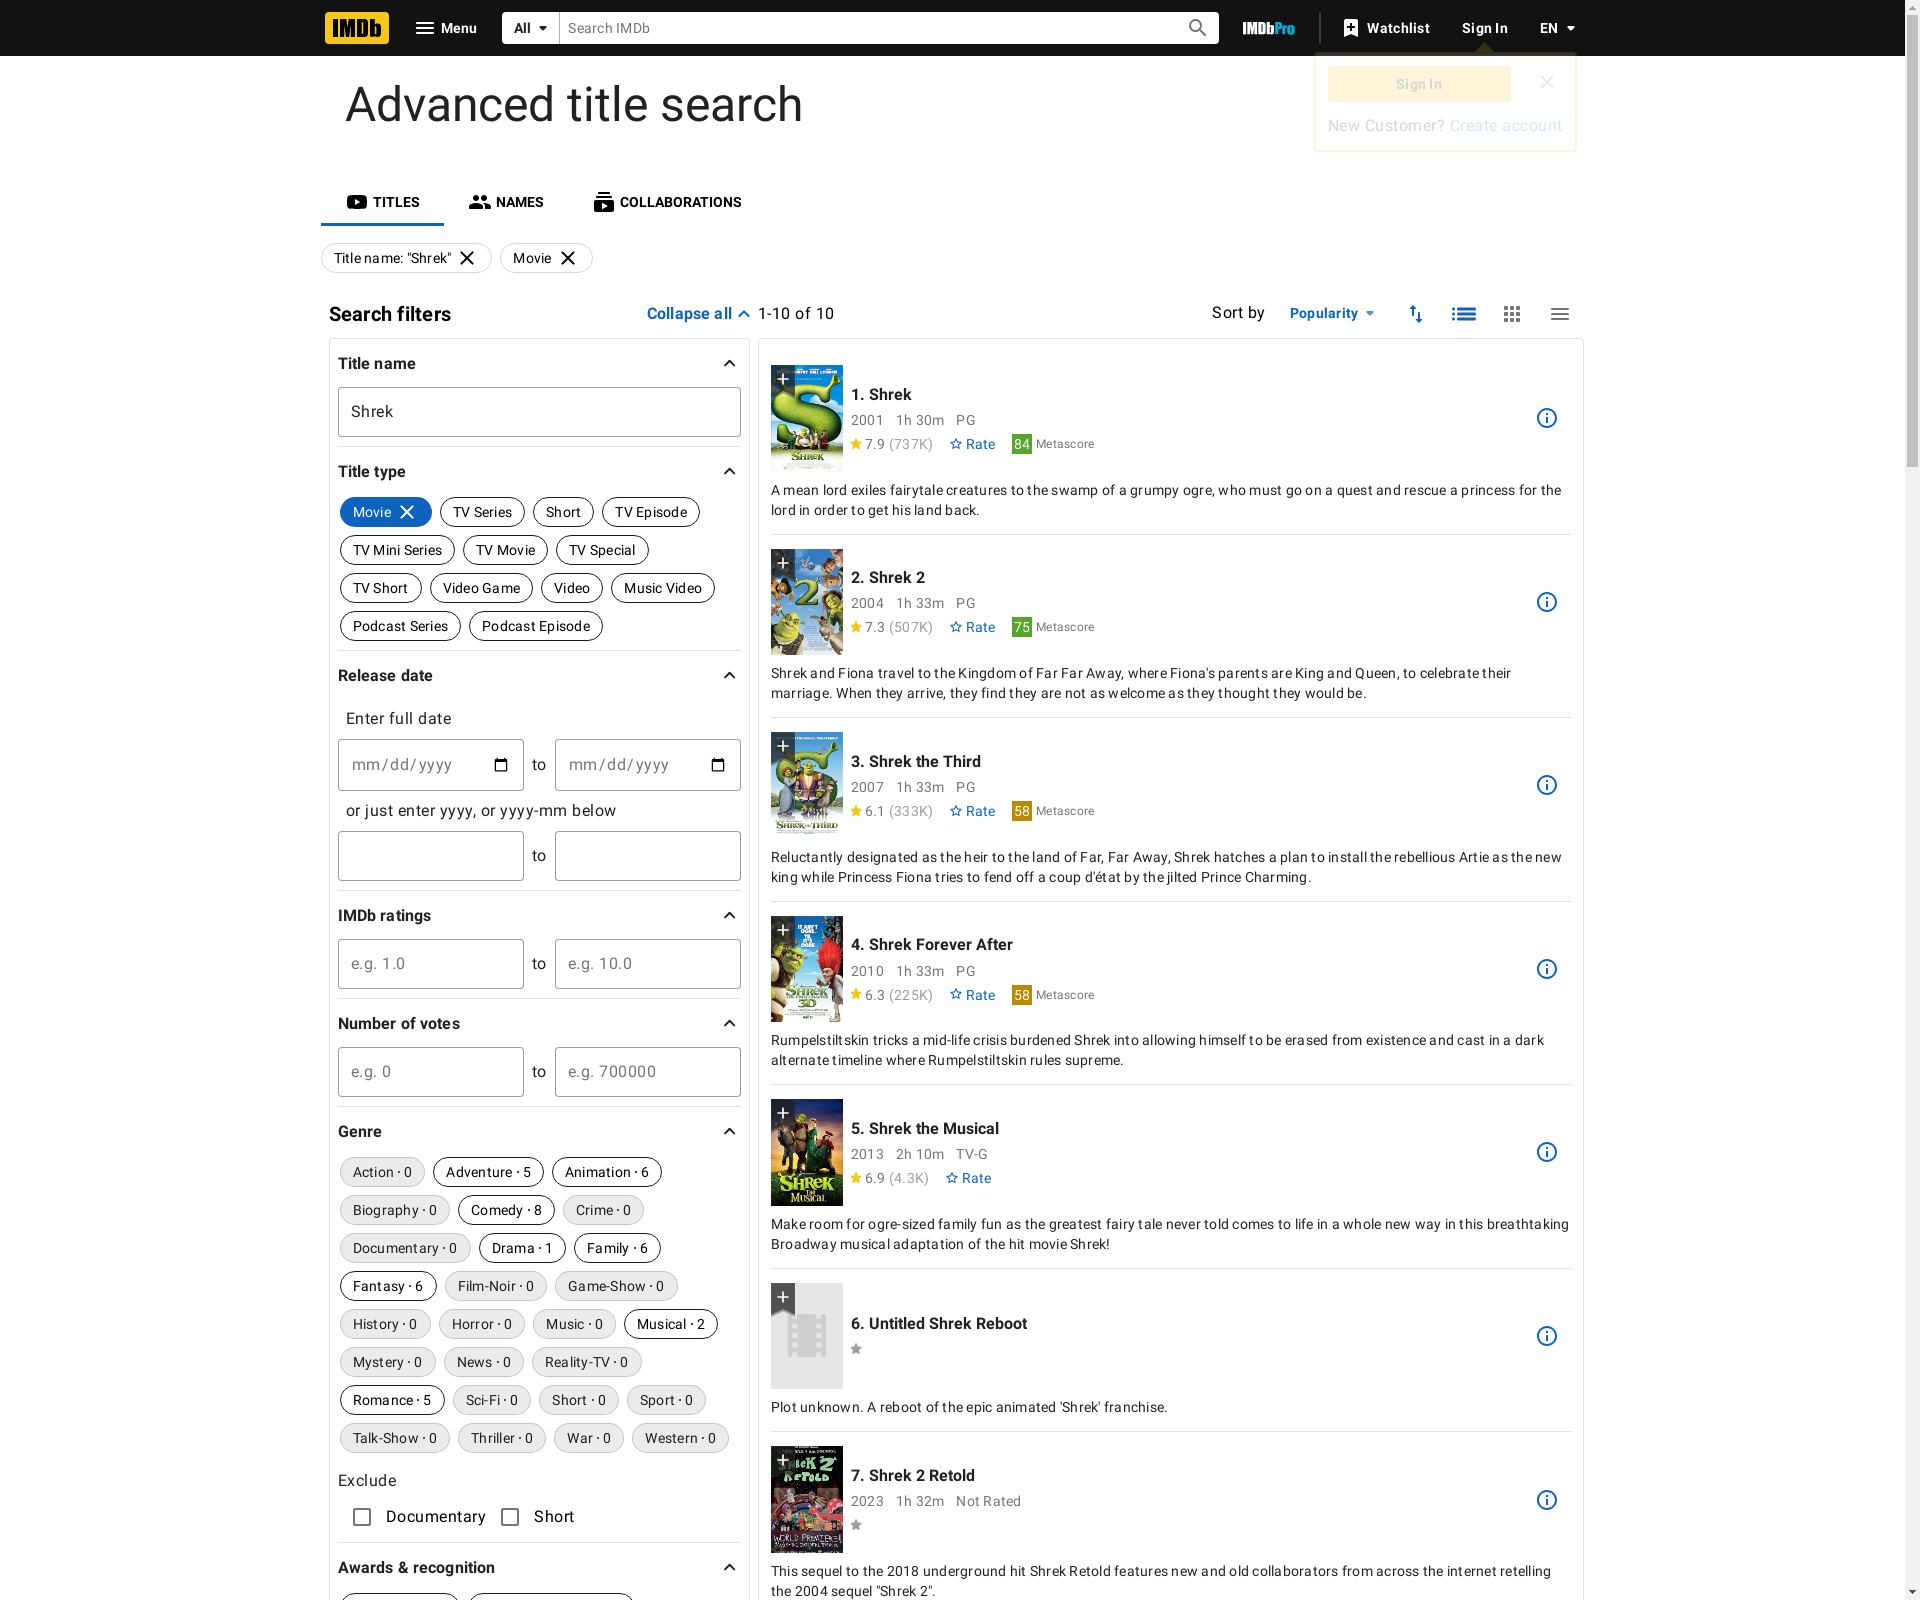 IMDb Menu All Search IMDb IMDbPro Watchlist Sign In EN
Advanced title search
Sign In
New Customer? Create account
TITLES NAMES COLLABORATIONS
Title name: "Shrek" Movie
Search filters Collapse all 1-10 of 10 Sort by Popularity
Title name
Shrek
Title type
Movie TV Series Short TV Episode
TV Mini Series TV Movie TV Special
TV Short Video Game Video Music Video
Podcast Series Podcast Episode
Release date
Enter full date
mm/dd/yyyy to mm/dd/yyyy
or just enter yyyy, or yyyy-mm below
to
IMDb ratings
e.g. 1.0 to e.g. 10.0
Number of votes
e.g. 0 to e.g. 700000
Genre
Action · 0 Adventure · 5 Animation · 6
Biography · 0 Comedy · 8 Crime · 0
Documentary · 0 Drama · 1 Family · 6
Fantasy · 6 Film-Noir · 0 Game-Show · 0
History · 0 Horror · 0 Music · 0 Musical · 2
Mystery · 0 News · 0 Reality-TV · 0
Romance · 5 Sci-Fi · 0 Short · 0 Sport · 0
Talk-Show · 0 Thriller · 0 War · 0 Western · 0
Exclude
Documentary Short
Awards & recognition
SHREK
1. Shrek
2001 1h 30m PG
7.9 (737K) Rate 84 Metascore
A mean lord exiles fairytale creatures to the swamp of a grumpy ogre, who must go on a quest and rescue a princess for the
lord in order to get his land back.
2
2. Shrek 2
2004 1h 33m PG
7.3 (507K) Rate 75 Metascore
Shrek and Fiona travel to the Kingdom of Far Far Away, where Fiona's parents are King and Queen, to celebrate their
marriage. When they arrive, they find they are not as welcome as they thought they would be.
SHREK THE THIRD
3. Shrek the Third
2007 1h 33m PG
6.1 (333K) Rate 58 Metascore
Reluctantly designated as the heir to the land of Far, Far Away, Shrek hatches a plan to install the rebellious Artie as the new
king while Princess Fiona tries to fend off a coup d'état by the jilted Prince Charming.
IT AIN'T
OGRE..
TIL
IT'S
OGRE
SHREK
3D
4. Shrek Forever After
2010 1h 33m PG
6.3 (225K) Rate 58 Metascore
Rumpelstiltskin tricks a mid-life crisis burdened Shrek into allowing himself to be erased from existence and cast in a dark
alternate timeline where Rumpelstiltskin rules supreme.
SHREK
THE
MUSICAL
5. Shrek the Musical
2013 2h 10m TV-G
6.9 (4.3K) Rate
Make room for ogre-sized family fun as the greatest fairy tale never told comes to life in a whole new way in this breathtaking
Broadway musical adaptation of the hit movie Shrek!
6. Untitled Shrek Reboot
Plot unknown. A reboot of the epic animated 'Shrek' franchise.
RETOLD
WORLD PREMIERE!
7. Shrek 2 Retold
2023 1h 32m Not Rated
This sequel to the 2018 underground hit Shrek Retold features new and old collaborators from across the internet retelling
the 2004 sequel "Shrek 2".